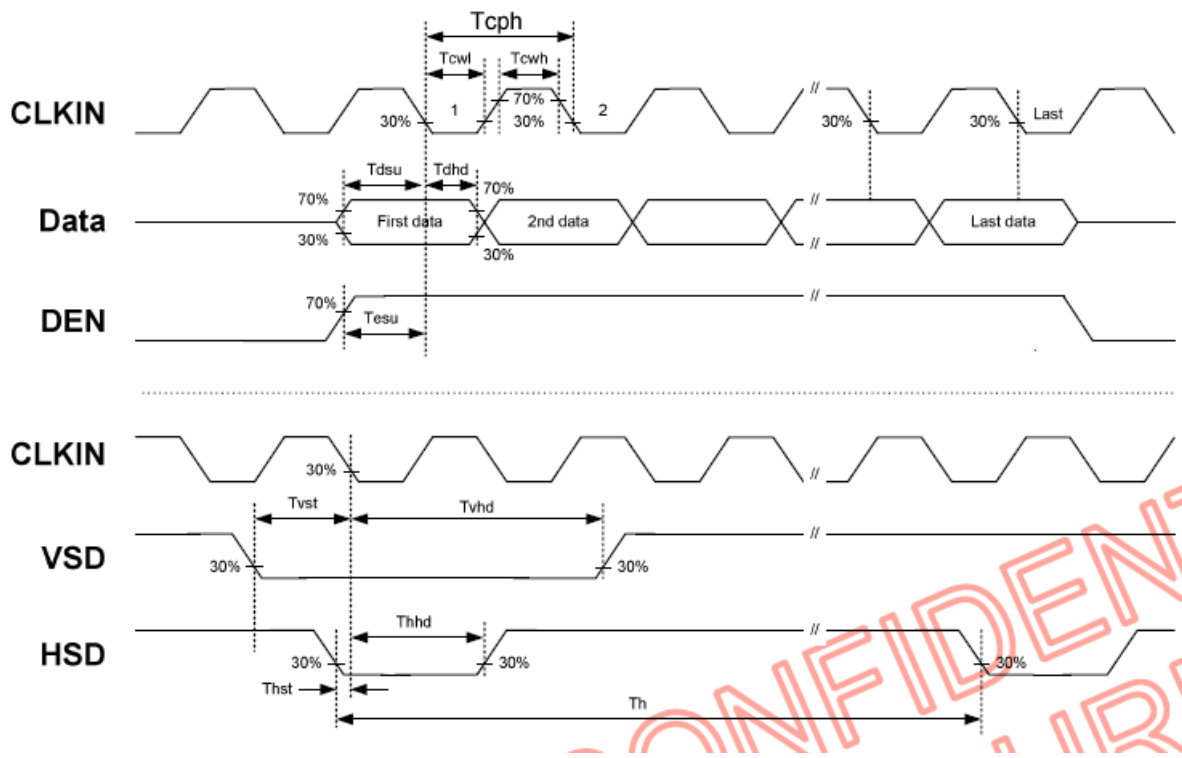 Tcph
Tcwl Tcwh
CLKIN 30% 1 70% 30% 2 // 30% 30% Last
Tdsu Tdhd
70% 70%
Data First data 2nd data // Last data
30% 30%
70% //
DEN Tesu
CLKIN 30% //
Tvst Tvhd
VSD 30% 30% //
Thhd
HSD 30% 30% // 30%
Thst
Th
CONFIDENT
URE